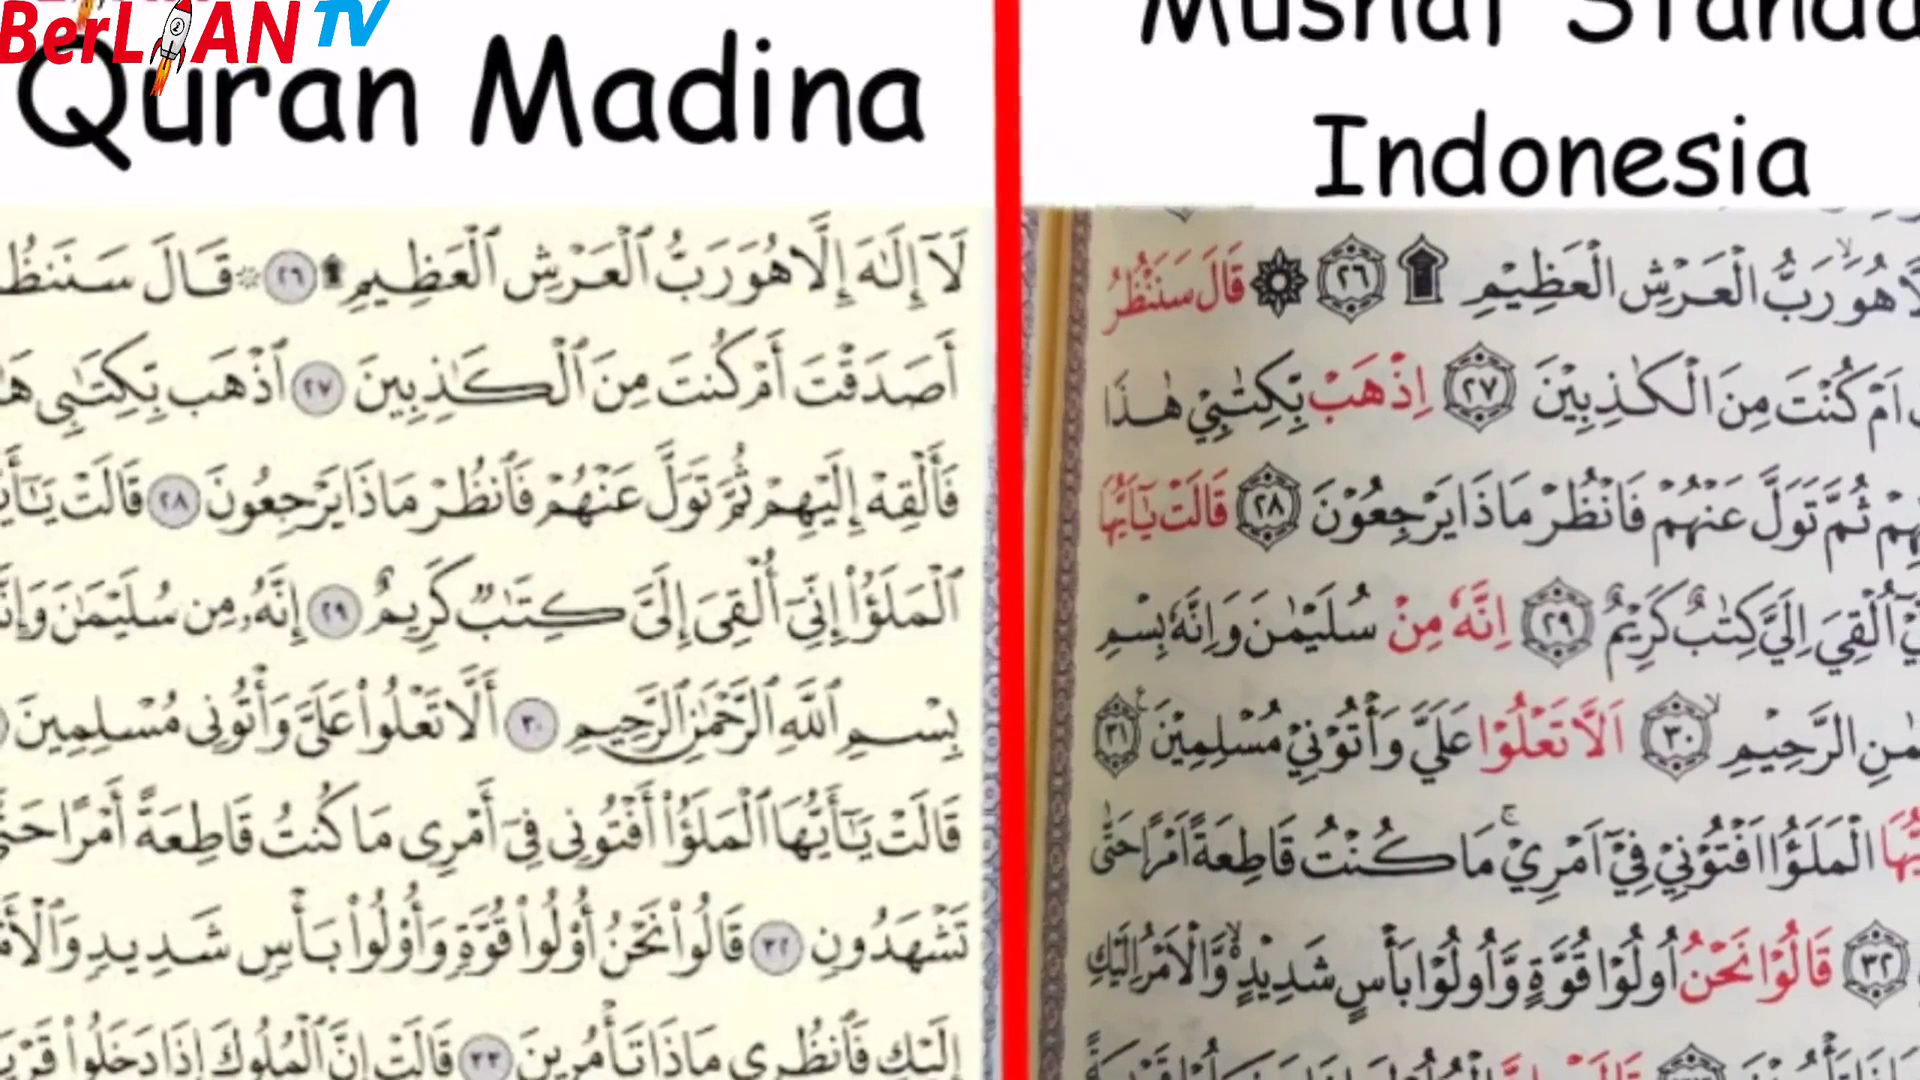 BerLIAN TV
Quran Madina
لَآ إِلَٰهَ إِلَّا هُوَ رَبُّ ٱلْعَرْشِ ٱلْعَظِيمِ ۩ ٢٦ ۞ قَالَ سَنَنظُ
أَصَدَقْتَ أَمْ كُنتَ مِنَ ٱلْكَٰذِبِينَ ٢٧ ٱذْهَب بِّكِتَٰبِى هَ
فَأَلْقِهْ إِلَيْهِمْ ثُمَّ تَوَلَّ عَنْهُمْ فَٱنظُرْ مَاذَا يَرْجِعُونَ ٢٨ قَالَتْ يَٰٓأَيُّ
ٱلْمَلَؤُا۟ إِنِّىٓ أُلْقِىَ إِلَىَّ كِتَٰبٌ كَرِيمٌ ٢٩ إِنَّهُۥ مِن سُلَيْمَٰنَ وَإِنَّ
بِسْمِ ٱللَّهِ ٱلرَّحْمَٰنِ ٱلرَّحِيمِ ٣٠ أَلَّا تَعْلُوا۟ عَلَىَّ وَأْتُونِى مُسْلِمِينَ
قَالَتْ يَٰٓأَيُّهَا ٱلْمَلَؤُا۟ أَفْتُونِى فِىٓ أَمْرِى مَا كُنتُ قَاطِعَةً أَمْرًا حَتَّ
تَشْهَدُونِ ٣٢ قَالُوا۟ نَحْنُ أُو۟لُوا۟ قُوَّةٍ وَأُو۟لُوا۟ بَأْسٍ شَدِيدٍ وَٱلْأَمْ
إِلَيْكِ فَٱنظُرِى مَاذَا تَأْمُرِينَ ٣٣ قَالَتْ إِنَّ ٱلْمُلُوكَ إِذَا دَخَلُوا۟ قَرْيَ
Mushaf Standa
Indonesia
لَّا هُوَ رَبُّ الْعَرْشِ الْعَظِيْمِ ۩ ٢٦ ۞ قَالَ سَنَنْظُرُ
اَمْ كُنْتَ مِنَ الْكٰذِبِيْنَ ٢٧ اِذْهَبْ بِّكِتٰبِيْ هٰذَا
هِمْ ثُمَّ تَوَلَّ عَنْهُمْ فَانْظُرْ مَاذَا يَرْجِعُوْنَ ٢٨ قَالَتْ يٰٓاَيُّهَا
يْٓ اُلْقِيَ اِلَيَّ كِتٰبٌ كَرِيْمٌ ٢٩ اِنَّهٗ مِنْ سُلَيْمٰنَ وَاِنَّهٗ بِسْمِ
مٰنِ الرَّحِيْمِ ٣٠ اَلَّا تَعْلُوْا عَلَيَّ وَأْتُوْنِيْ مُسْلِمِيْنَ ٣١
يُّهَا الْمَلَؤُا اَفْتُوْنِيْ فِيْٓ اَمْرِيْۚ مَا كُنْتُ قَاطِعَةً اَمْرًا حَتّٰى
٣٢ قَالُوْا نَحْنُ اُولُوْا قُوَّةٍ وَّاُولُوْا بَأْسٍ شَدِيْدٍ ەۙ وَّالْاَمْرُ اِلَيْكِ